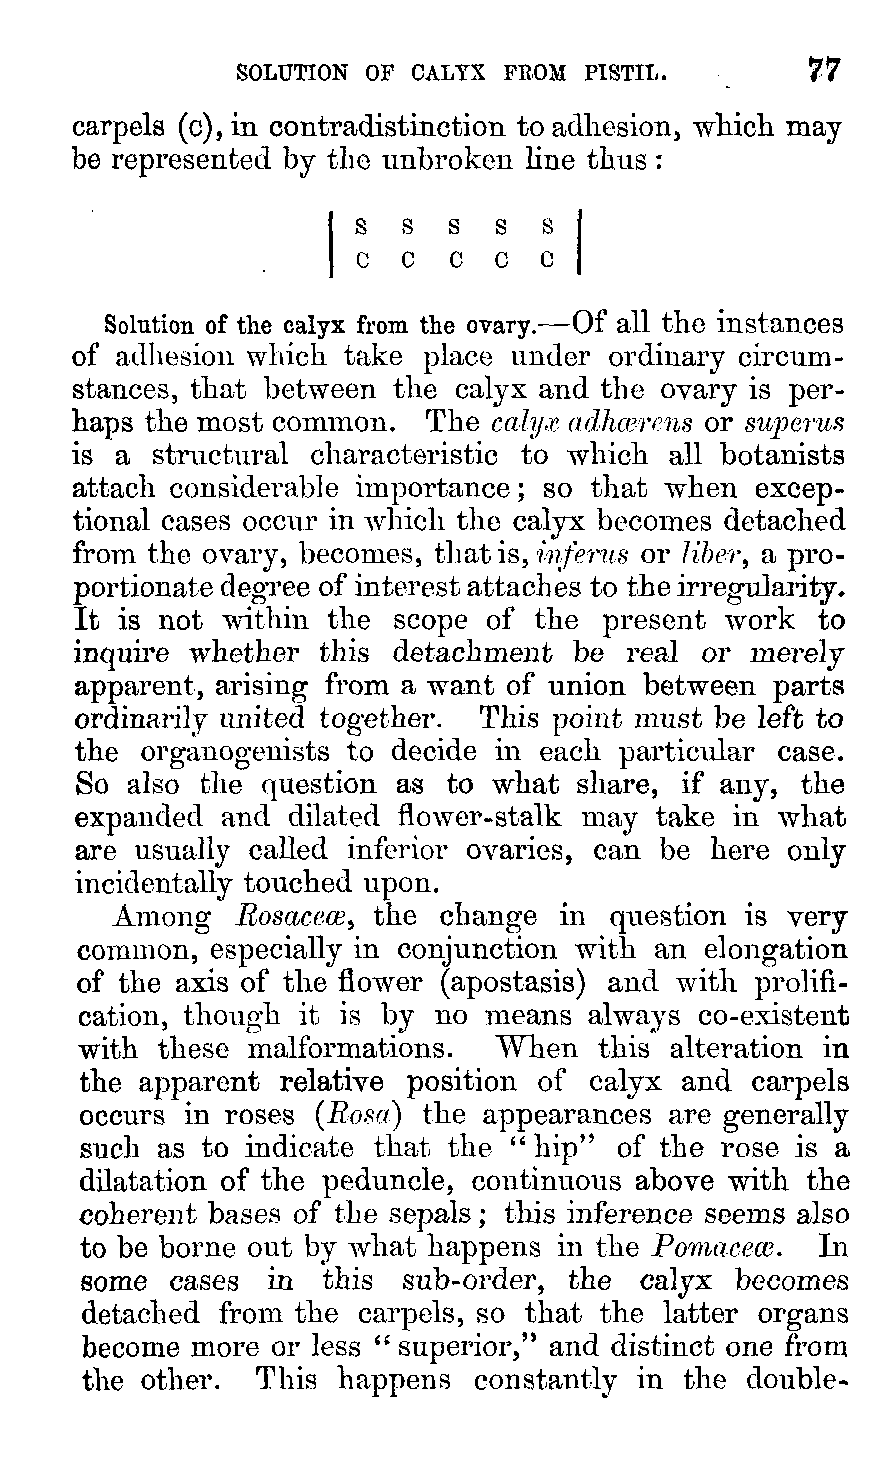 SOLUTION OF CALYX FROM PISTIL. 77
carpels (c), in contradistinction to adhesion, which may
be represented by the unbroken line thus :
S S S S S
C C C C C
Solution of the calyx from the ovary.—Of all the instances
of adhesion which take place under ordinary circum-
stances, that between the calyx and the ovary is per-
haps the most common. The calyx adhærens or superus
is a structural characteristic to which all botanists
attach considerable importance; so that when excep-
tional cases occur in which the calyx becomes detached
from the ovary, becomes, that is, inferus or liber, a pro-
portionate degree of interest attaches to the irregularity.
It is not within the scope of the present work to
inquire whether this detachment be real or merely
apparent, arising from a want of union between parts
ordinarily united together. This point must be left to
the organogenists to decide in each particular case.
So also the question as to what share, if any, the
expanded and dilated flower-stalk may take in what
are usually called inferior ovaries, can be here only
incidentally touched upon.
Among Rosaceæ, the change in question is very
common, especially in conjunction with an elongation
of the axis of the flower (apostasis) and with prolifi-
cation, though it is by no means always co-existent
with these malformations. When this alteration in
the apparent relative position of calyx and carpels
occurs in roses (Rosa) the appearances are generally
such as to indicate that the “hip” of the rose is a
dilatation of the peduncle, continuous above with the
coherent bases of the sepals; this inference seems also
to be borne out by what happens in the Pomaceæ. In
some cases in this sub-order, the calyx becomes
detached from the carpels, so that the latter organs
become more or less “superior,” and distinct one from
the other. This happens constantly in the double-